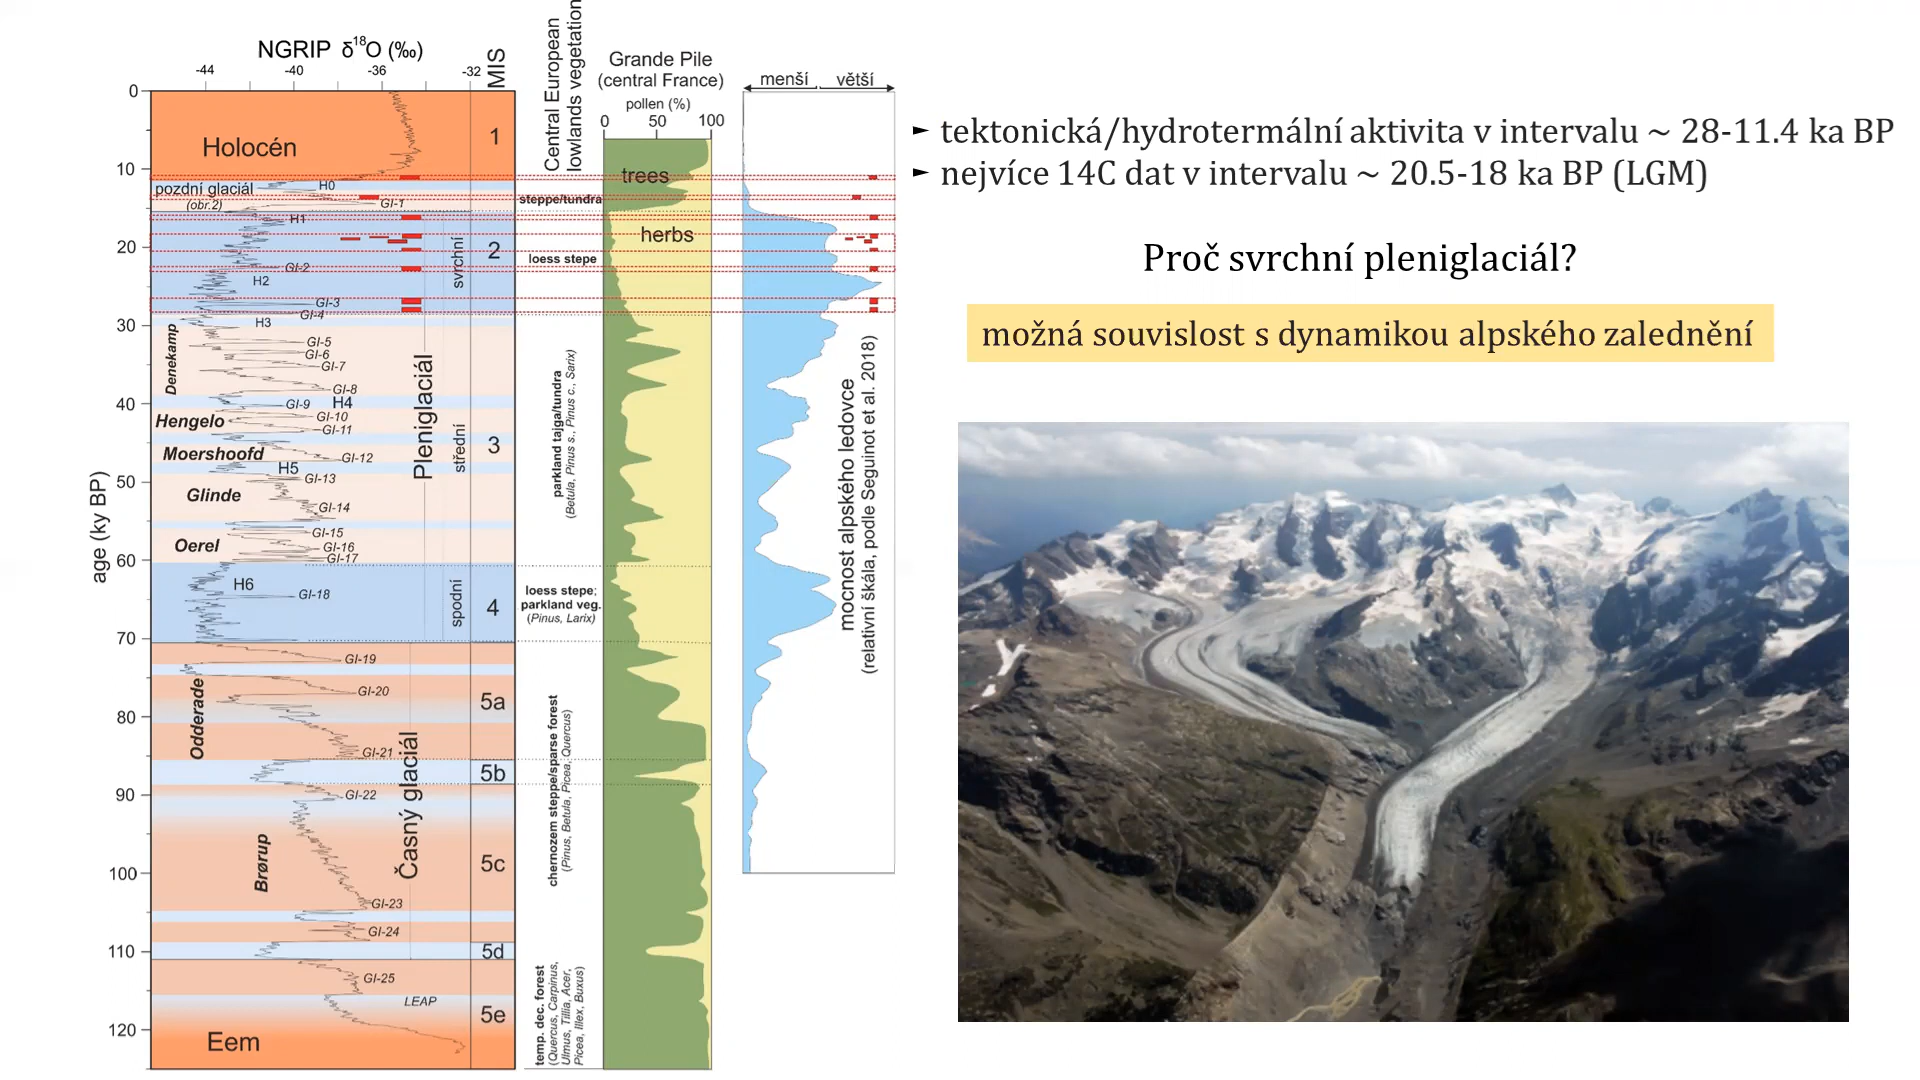 NGRIP δ18O (‰)
-44 -40 -36 -32
MIS
Central European
lowlands vegetation
Grande Pile
(central France)
pollen (%)
0 50 100
menší větší
age (ky BP)
0
10
20
30
40
50
60
70
80
90
100
110
120
Holocén
pozdní glaciál
(obr.2)
H0
GI-1
H1
GI-2
H2
GI-3
GI-4
H3
GI-5
GI-6
GI-7
GI-8
GI-9 H4
GI-10
GI-11
GI-12
H5
GI-13
GI-14
GI-15
GI-16
GI-17
H6
GI-18
GI-19
GI-20
GI-21
GI-22
GI-23
GI-24
GI-25
LEAP
Denekamp
Hengelo
Moershoofd
Glinde
Oerel
Odderade
Brørup
Eem
Pleniglaciál
svrchní
střední
spodní
Časný glaciál
1
2
3
4
5a
5b
5c
5d
5e
steppe/tundra
loess stepe
parkland tajga/tundra
(Betula, Pinus s., Pinus c., Sarix)
loess stepe;
parkland veg.
(Pinus, Larix)
chernozem steppe/sparse forest
(Pinus, Betula, Picea, Quercus)
temp. dec. forest
(Quercus, Carpinus,
Ulmus, Tillia, Acer,
Picea, Illex, Buxus)
trees
herbs
mocnost alpského ledovce
(relativní škála, podle Seguinot et al. 2018)
► tektonická/hydrotermální aktivita v intervalu ~ 28-11.4 ka BP
► nejvíce 14C dat v intervalu ~ 20.5-18 ka BP (LGM)
Proč svrchní pleniglaciál?
možná souvislost s dynamikou alpského zalednění